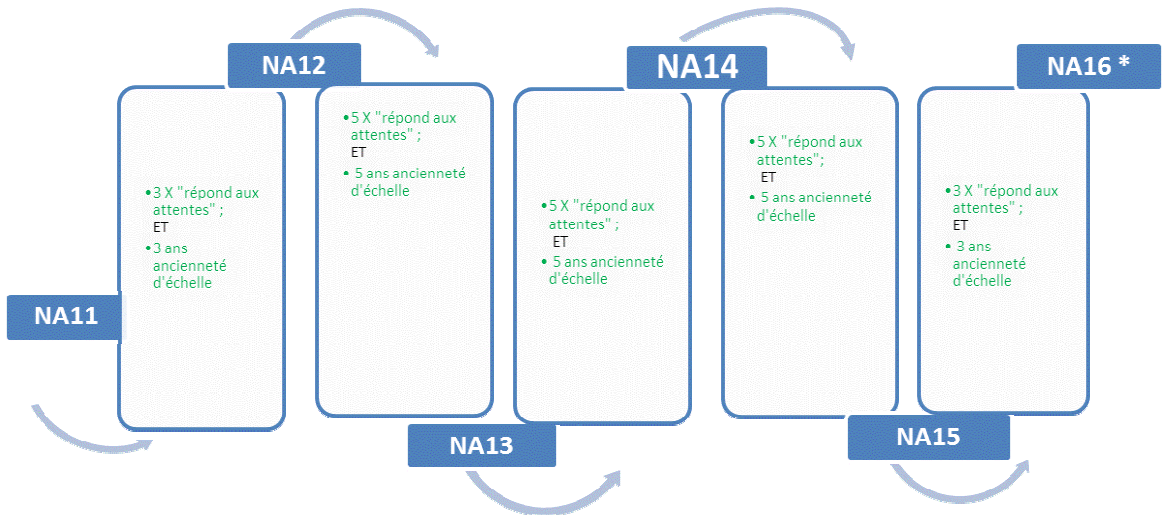 NA11
•3 X "répond aux
attentes" ;
ET
•3 ans
ancienneté
d'échelle
NA12
•5 X "répond aux
attentes" ;
ET
• 5 ans ancienneté
d'échelle
NA13
•5 X "répond aux
attentes" ;
ET
• 5 ans ancienneté
d'échelle
NA14
•5 X "répond aux
attentes";
ET
• 5 ans ancienneté
d'échelle
NA15
•3 X "répond aux
attentes" ;
ET
• 3 ans
ancienneté
d'échelle
NA16 *